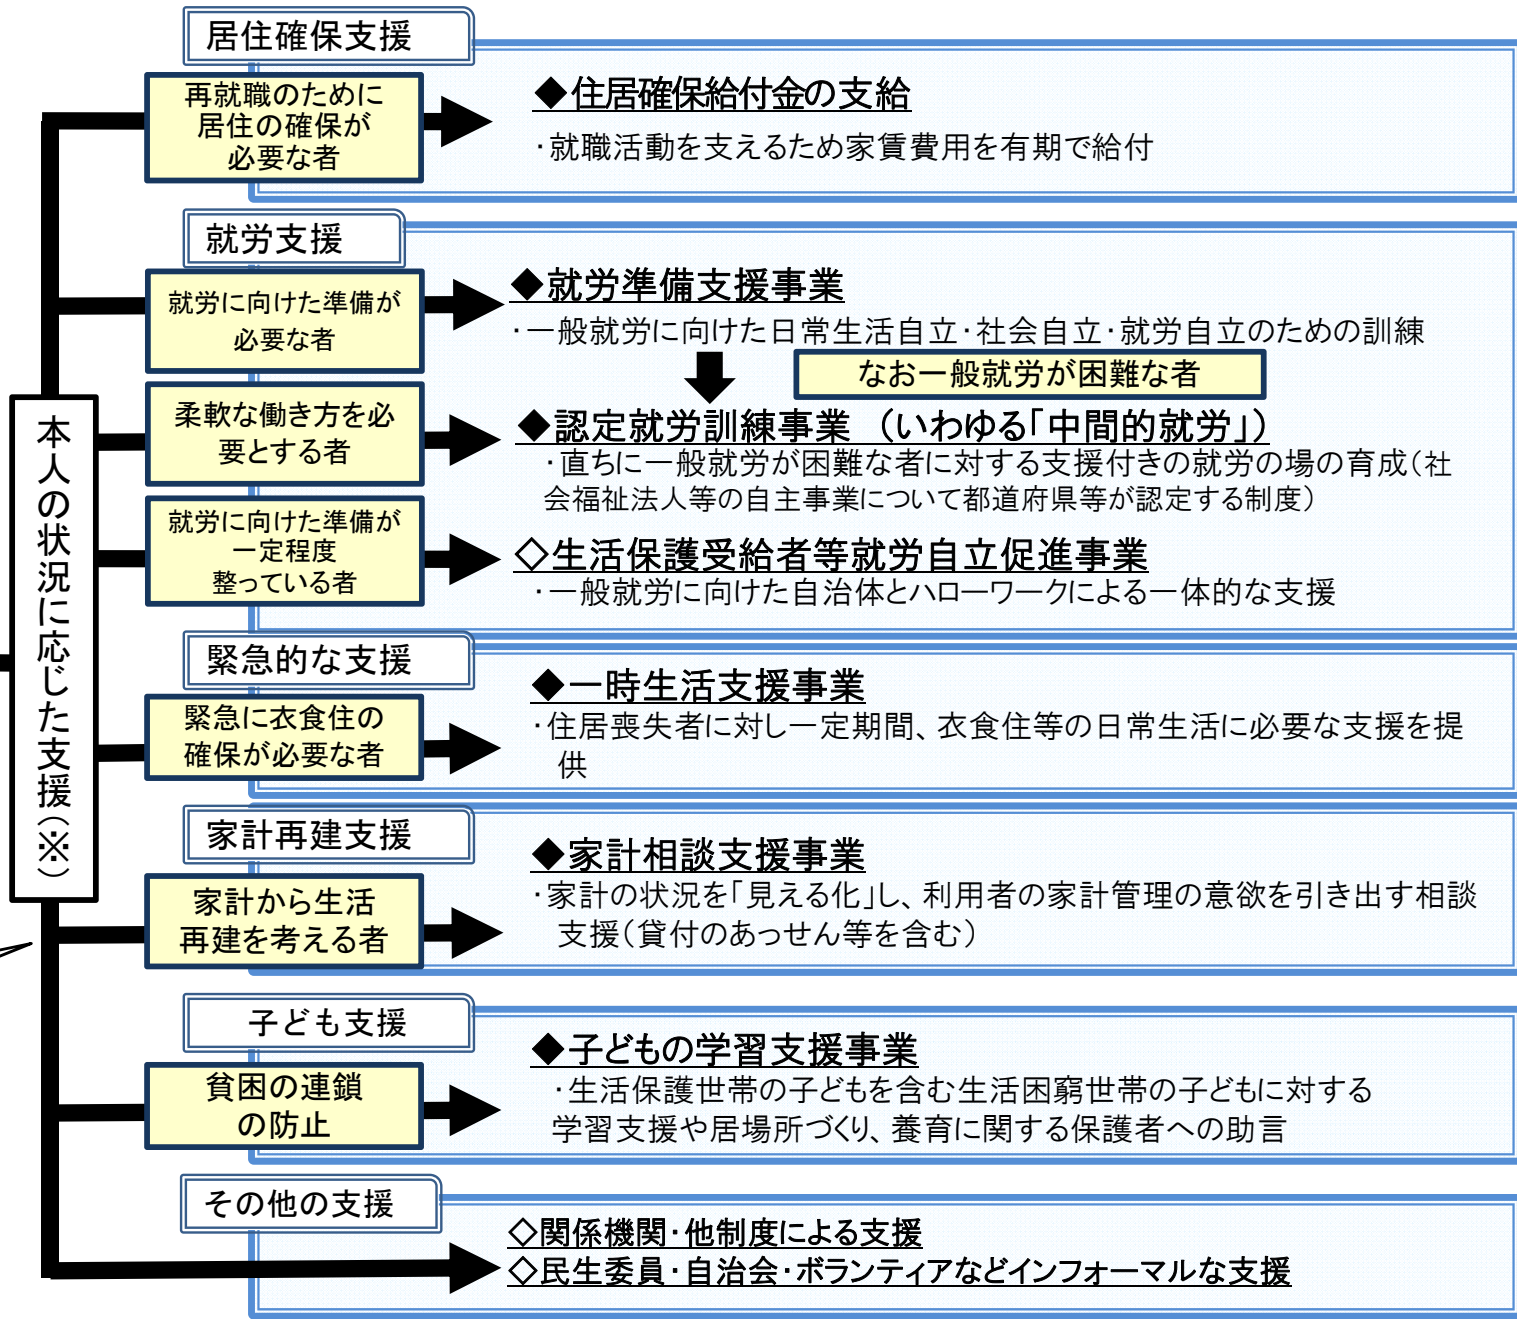 居住確保支援
再就職のために
居住の確保が
必要な者
◆住居確保給付金の支給
・就職活動を支えるため家賃費用を有期で給付
就労支援
就労に向けた準備が
必要な者
◆就労準備支援事業
・一般就労に向けた日常生活自立・社会自立・就労自立のための訓練
なお一般就労が困難な者
柔軟な働き方を必
要とする者
◆認定就労訓練事業 （いわゆる「中間的就労」）
・直ちに一般就労が困難な者に対する支援付きの就労の場の育成（社
会福祉法人等の自主事業について都道府県等が認定する制度）
就労に向けた準備が
一定程度
整っている者
◇生活保護受給者等就労自立促進事業
・一般就労に向けた自治体とハローワークによる一体的な支援
本人の状況に応じた支援（※）
緊急的な支援
緊急に衣食住の
確保が必要な者
◆一時生活支援事業
・住居喪失者に対し一定期間、衣食住等の日常生活に必要な支援を提
供
家計再建支援
家計から生活
再建を考える者
◆家計相談支援事業
・家計の状況を「見える化」し、利用者の家計管理の意欲を引き出す相談
支援（貸付のあっせん等を含む）
子ども支援
貧困の連鎖
の防止
◆子どもの学習支援事業
・生活保護世帯の子どもを含む生活困窮世帯の子どもに対する
学習支援や居場所づくり、養育に関する保護者への助言
その他の支援
◇関係機関・他制度による支援
◇民生委員・自治会・ボランティアなどインフォーマルな支援